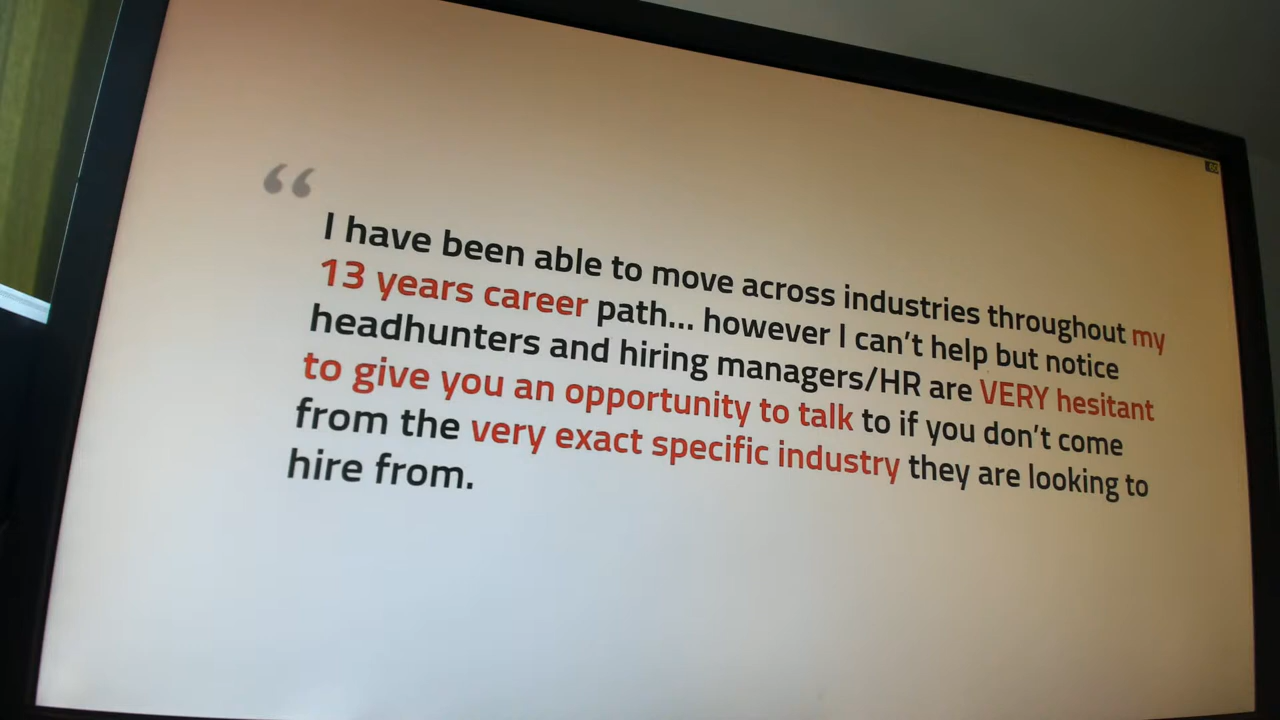 “
I have been able to move across industries throughout my
13 years career path... however I can't help but notice
headhunters and hiring managers/HR are VERY hesitant
to give you an opportunity to talk to if you don't come
from the very exact specific industry they are looking to
hire from.